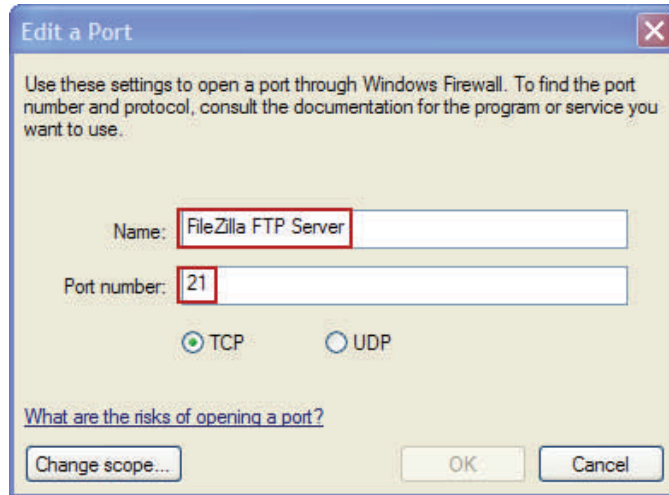 Edit a Port
Use these settings to open a port through Windows Firewall. To find the port
number and protocol, consult the documentation for the program or service you
want to use.
Name: FileZilla FTP Server
Port number: 21
TCP UDP
What are the risks of opening a port?
Change scope... OK Cancel